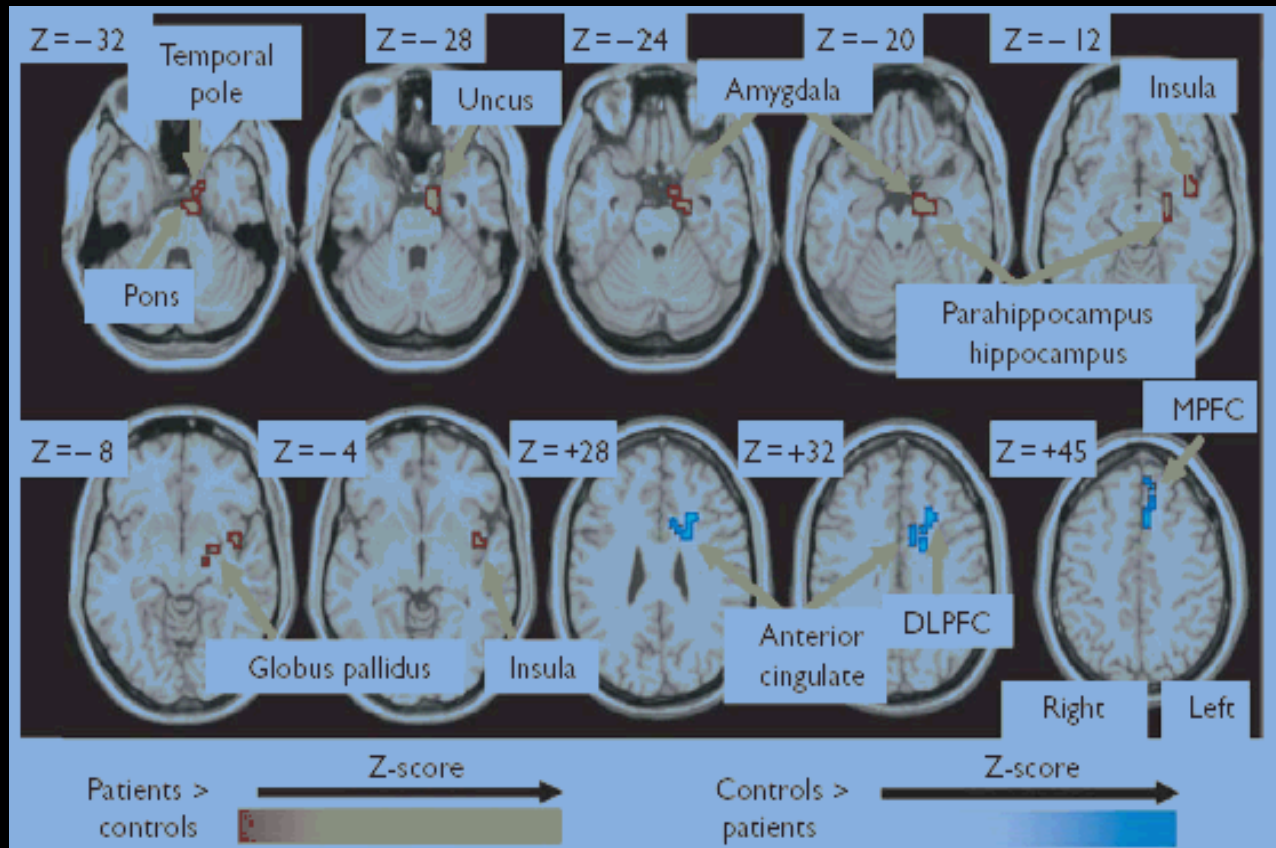 Z = – 32
Temporal
pole
Z = – 28
Uncus
Z = – 24
Amygdala
Z = – 20
Z = – 12
Insula
Pons
Parahippocampus
hippocampus
MPFC
Z = – 8
Z = – 4
Z = +28
Z = +32
Z = +45
Globus pallidus
Insula
Anterior
cingulate
DLPFC
Right
Left
Patients >
controls
Z-score
Controls >
patients
Z-score